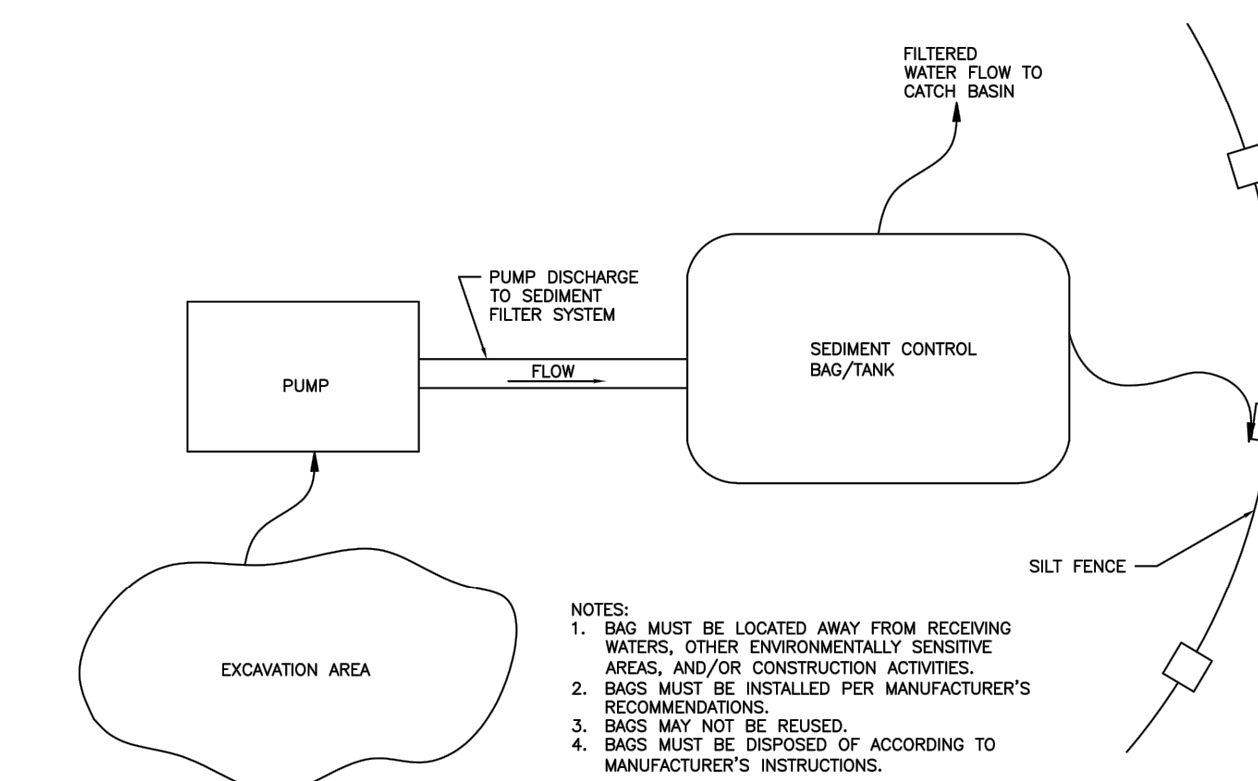 FILTERED
WATER FLOW TO
CATCH BASIN
PUMP DISCHARGE
TO SEDIMENT
FILTER SYSTEM
PUMP
FLOW
SEDIMENT CONTROL
BAG/TANK
SILT FENCE
EXCAVATION AREA
NOTES:
1. BAG MUST BE LOCATED AWAY FROM RECEIVING
WATERS, OTHER ENVIRONMENTALLY SENSITIVE
AREAS, AND/OR CONSTRUCTION ACTIVITIES.
2. BAGS MUST BE INSTALLED PER MANUFACTURER'S
RECOMMENDATIONS.
3. BAGS MAY NOT BE REUSED.
4. BAGS MUST BE DISPOSED OF ACCORDING TO
MANUFACTURER'S INSTRUCTIONS.